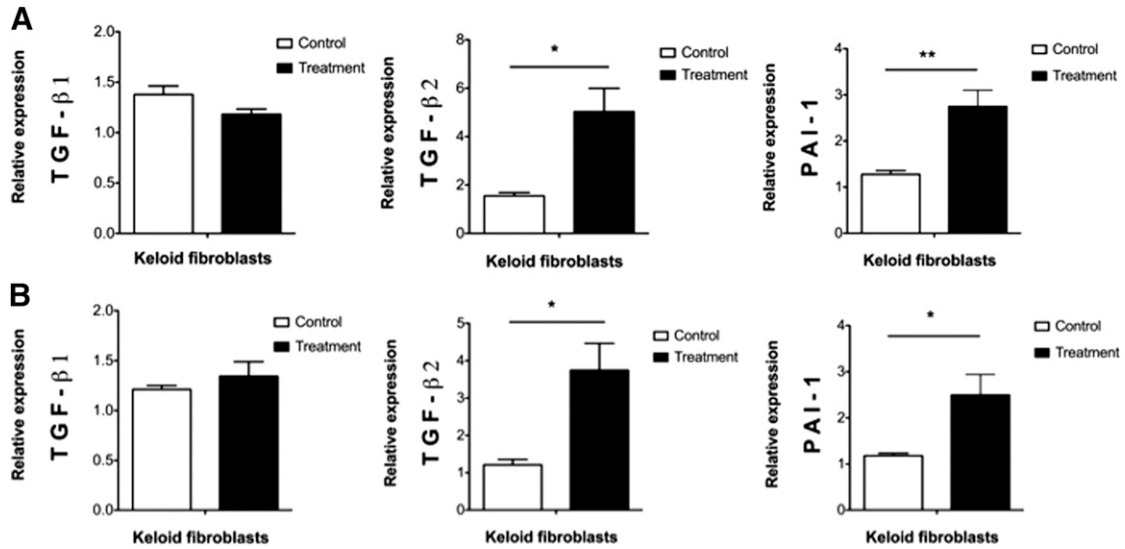 A
Relative expression
TGF-β1
2.0
1.5
1.0
0.5
0.0
Control
Treatment
Keloid fibroblasts
Relative expression
TGF-β2
8
6
4
2
0
*
Control
Treatment
Keloid fibroblasts
Relative expression
PAI-1
4
3
2
1
0
**
Control
Treatment
Keloid fibroblasts
B
Relative expression
TGF-β1
2.0
1.5
1.0
0.5
0.0
Control
Treatment
Keloid fibroblasts
Relative expression
TGF-β2
5
4
3
2
1
0
*
Control
Treatment
Keloid fibroblasts
Relative expression
PAI-1
4
3
2
1
0
*
Control
Treatment
Keloid fibroblasts